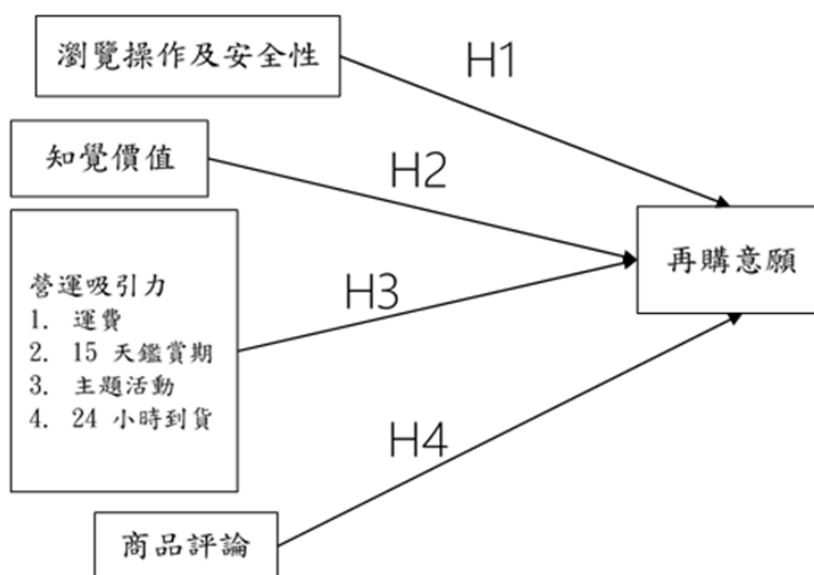 瀏覽操作及安全性
H1
知覺價值
H2
再購意願
營運吸引力
1. 運費
2. 15 天鑑賞期
3. 主題活動
4. 24 小時到貨
H3
H4
商品評論